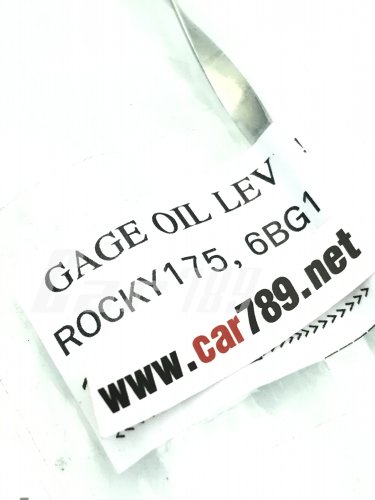 GAGE OIL LEV
ROCKY175, 6BG1
www.car789.net